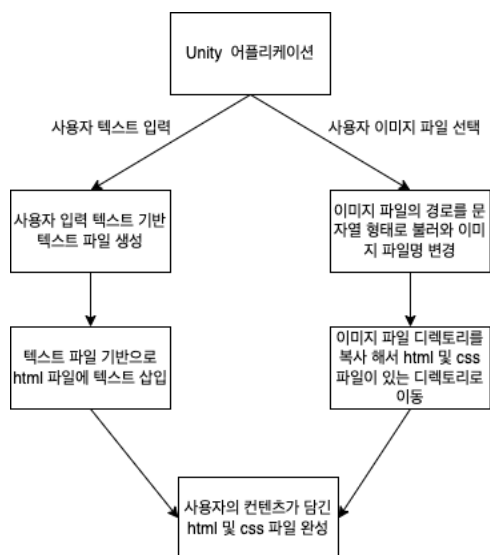 Unity 어플리케이션
사용자 텍스트 입력
사용자 이미지 파일 선택
사용자 입력 텍스트 기반
텍스트 파일 생성
이미지 파일의 경로를 문
자열 형태로 불러와 이미
지 파일명 변경
텍스트 파일 기반으로
html 파일에 텍스트 삽입
이미지 파일 디렉토리를
복사 해서 html 및 css
파일이 있는 디렉토리로
이동
사용자의 컨텐츠가 담긴
html 및 css 파일 완성